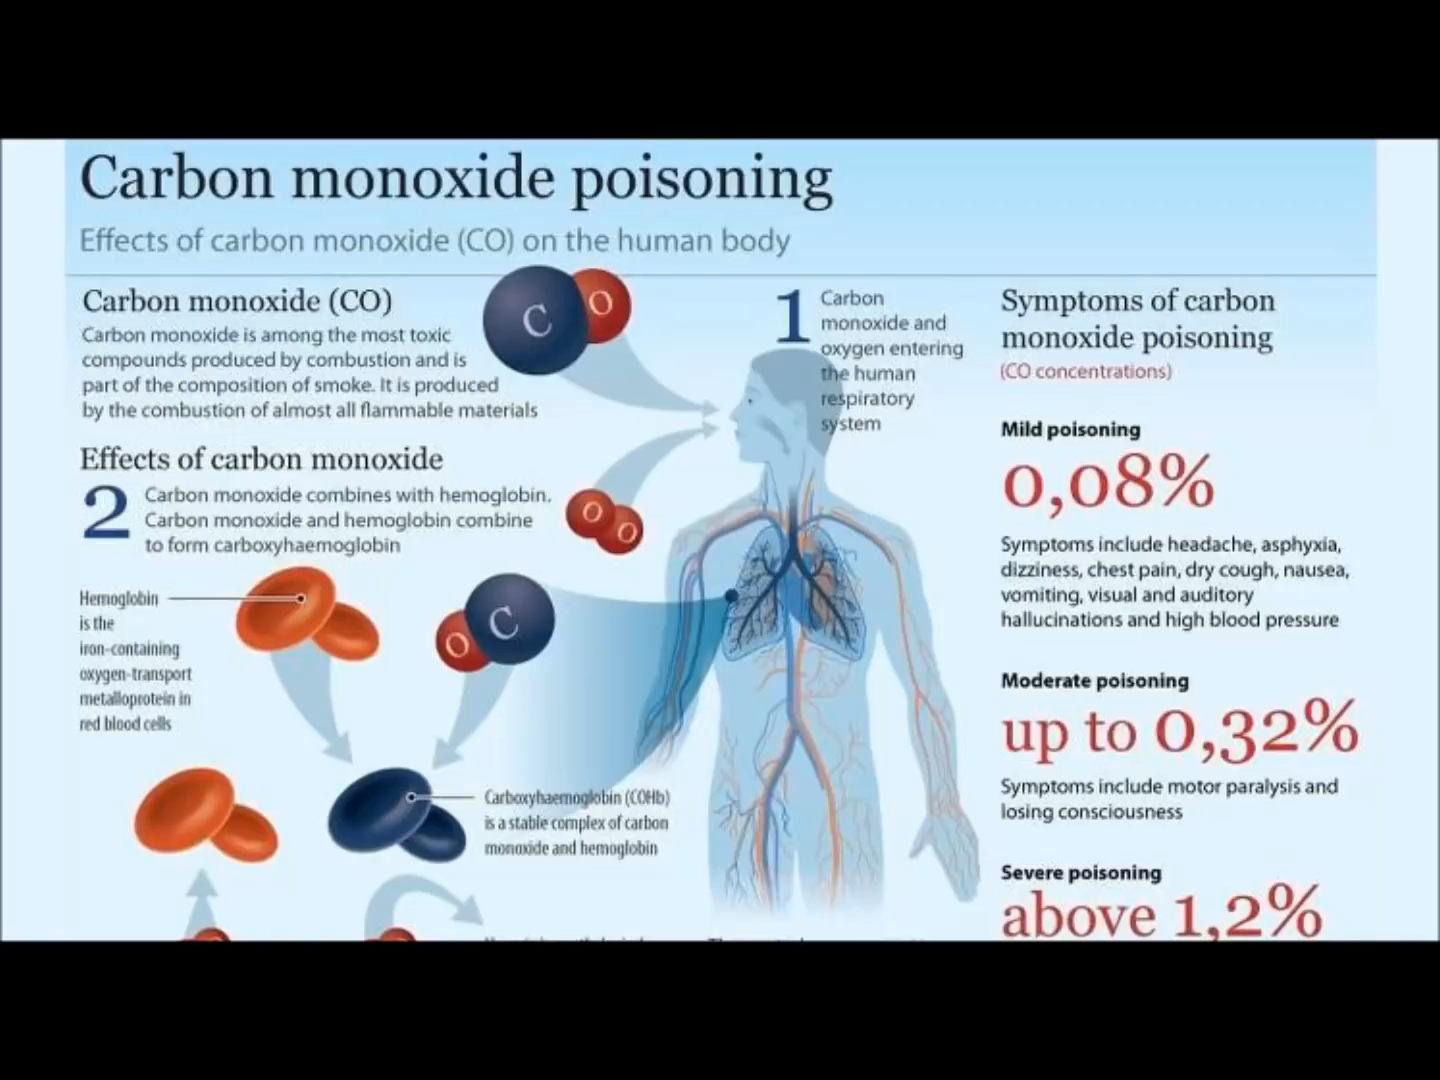 Carbon monoxide poisoning
Effects of carbon monoxide (CO) on the human body
Carbon monoxide (CO)
Carbon monoxide is among the most toxic
compounds produced by combustion and is
part of the composition of smoke. It is produced
by the combustion of almost all flammable materials
C O
O O
1
Carbon
monoxide and
oxygen entering
the human
respiratory
system
Effects of carbon monoxide
2
Carbon monoxide combines with hemoglobin.
Carbon monoxide and hemoglobin combine
to form carboxyhaemoglobin
Hemoglobin
is the
iron-containing
oxygen-transport
metalloprotein in
red blood cells
O C
Carboxyhaemoglobin (COHb)
is a stable complex of carbon
monoxide and hemoglobin
Symptoms of carbon
monoxide poisoning
(CO concentrations)
Mild poisoning
0,08%
Symptoms include headache, asphyxia,
dizziness, chest pain, dry cough, nausea,
vomiting, visual and auditory
hallucinations and high blood pressure
Moderate poisoning
up to 0,32%
Symptoms include motor paralysis and
losing consciousness
Severe poisoning
above 1,2%